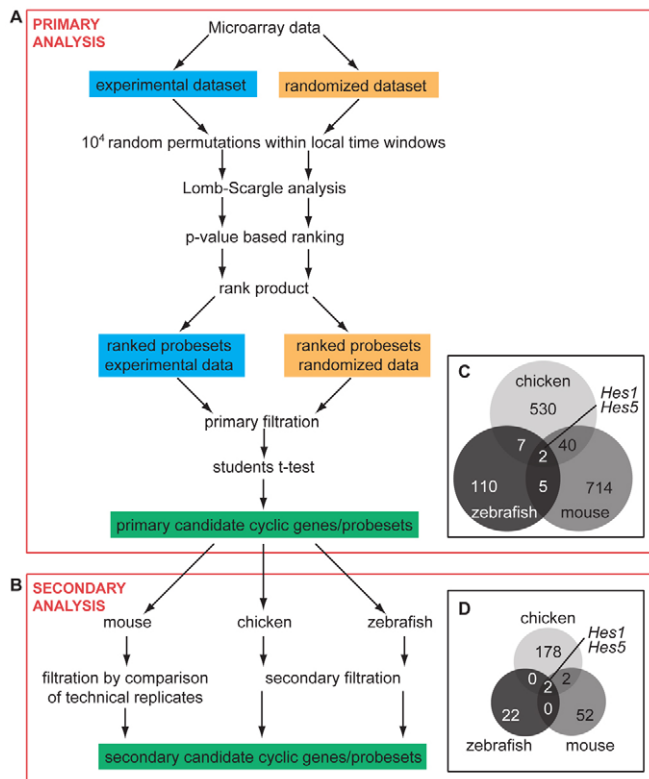 A
PRIMARY
ANALYSIS
Microarray data
experimental dataset
randomized dataset
10⁴ random permutations within local time windows
Lomb-Scargle analysis
p-value based ranking
rank product
ranked probesets
experimental data
ranked probesets
randomized data
primary filtration
students t-test
primary candidate cyclic genes/probesets
C
chicken
Hes1
Hes5
530
7
2
40
110
5
714
zebrafish
mouse
B
SECONDARY
ANALYSIS
mouse
chicken
zebrafish
filtration by comparison
of technical replicates
secondary filtration
secondary candidate cyclic genes/probesets
D
chicken
Hes1
Hes5
178
0
2
2
0
22
52
zebrafish
mouse